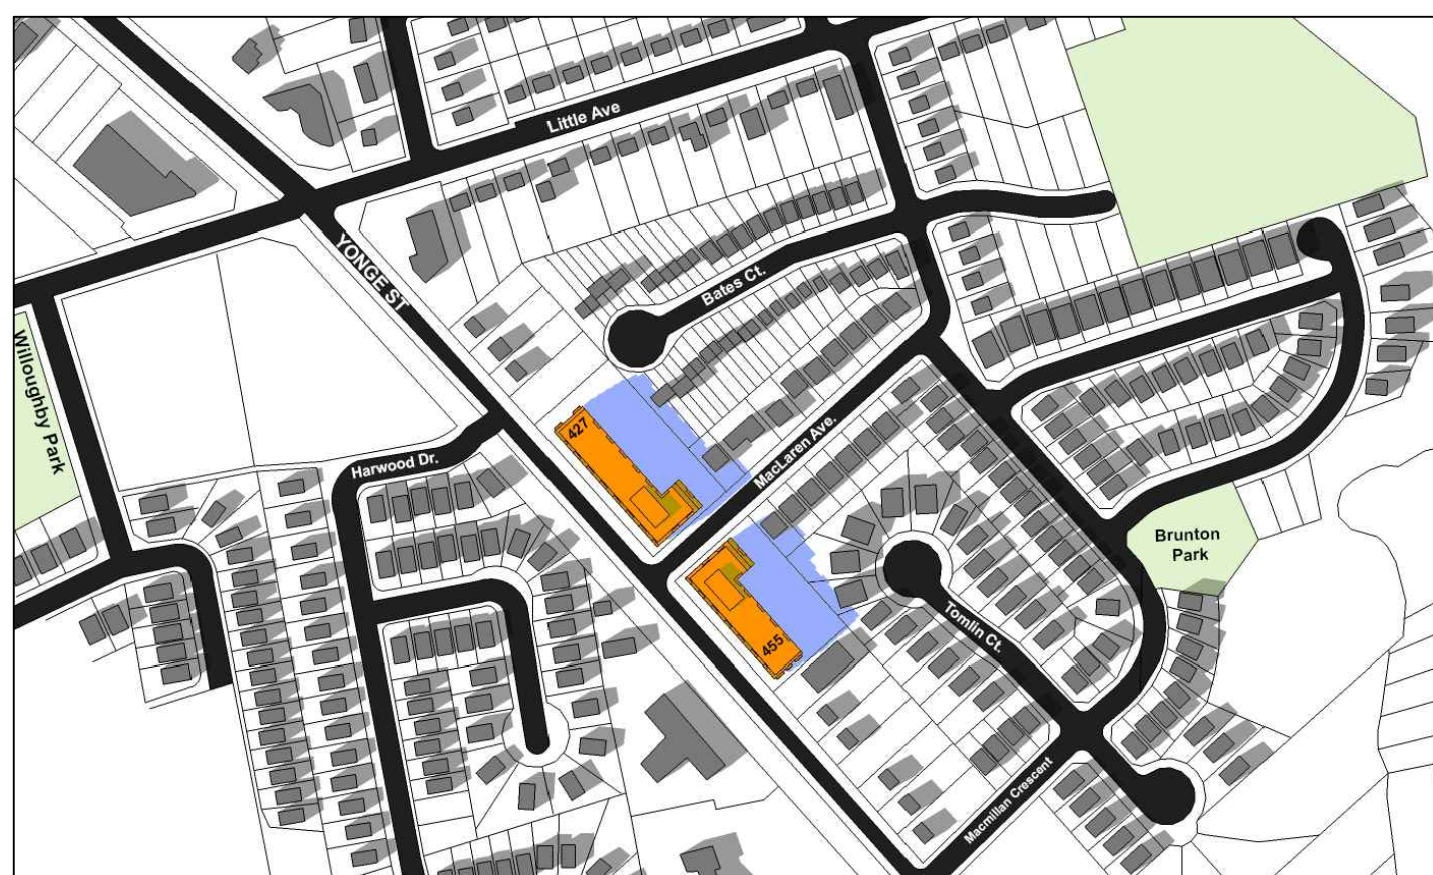 Little Ave
YONGE ST
Bates Ct.
Willoughby Park
427
MacLaren Ave.
Harwood Dr.
Brunton
Park
455
Tomlin Ct.
Macmillan Crescent